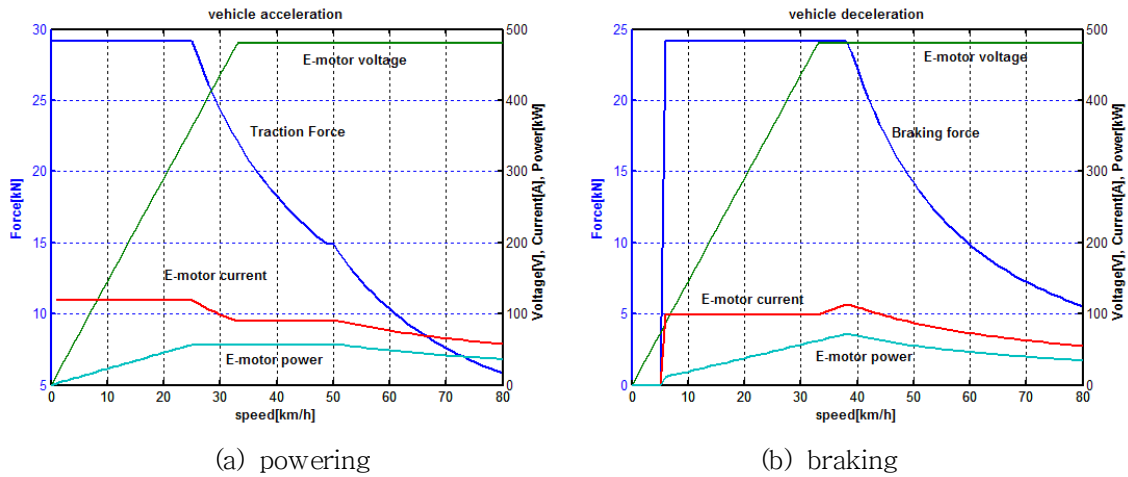 vehicle acceleration
30
25
20
15
10
5
Force[kN]
500
400
300
200
100
0
Voltage[V], Current[A], Power[kW]
E-motor voltage
Traction Force
E-motor current
E-motor power
0 10 20 30 40 50 60 70 80
speed[km/h]
(a) powering
vehicle deceleration
25
20
15
10
5
0
Force[kN]
500
400
300
200
100
0
Voltage[V], Current[A], Power[kW]
E-motor voltage
Braking force
E-motor current
E-motor power
0 10 20 30 40 50 60 70 80
speed[km/h]
(b) braking